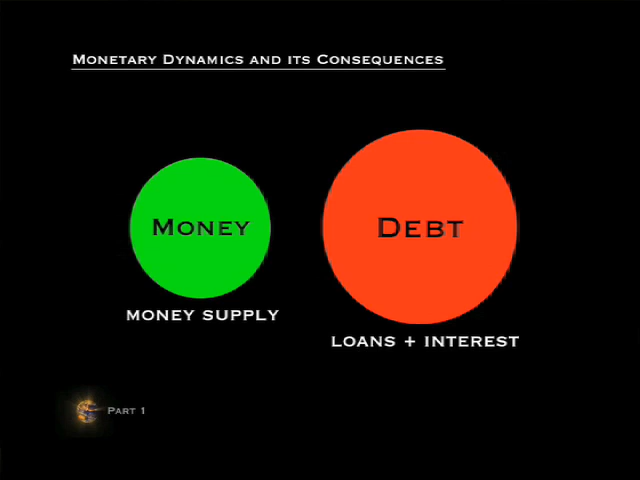 Monetary Dynamics and its Consequences
Money
Debt
MONEY SUPPLY
LOANS + INTEREST
Part 1